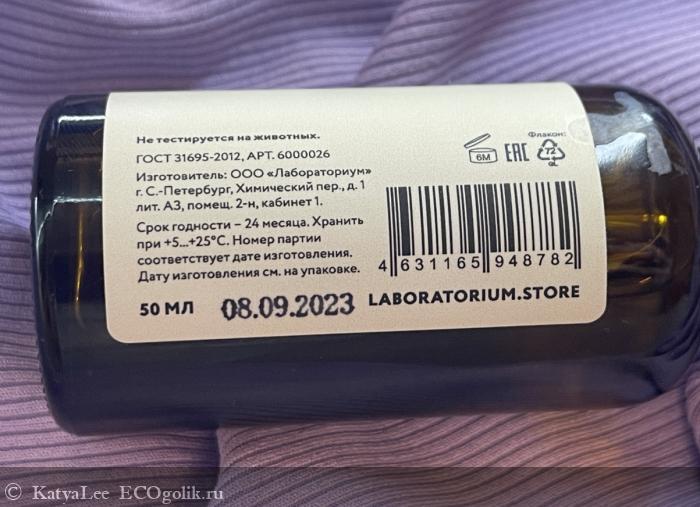 Не тестируется на животных.
ГОСТ 31695-2012, АРТ. 6000026
Изготовитель: ООО «Лабораториум»
г. С.-Петербург, Химический пер., д. 1
лит. АЗ, помещ. 2-н, кабинет 1.
Срок годности – 24 месяца. Хранить
при +5...+25°С. Номер партии
соответствует дате изготовления.
Дату изготовления см. на упаковке.
50 МЛ
08.09.2023
Флакон:
6M
EAC
72
4 631165 948782
LABORATORIUM.STORE
© KatyaLee ECOgolik.ru